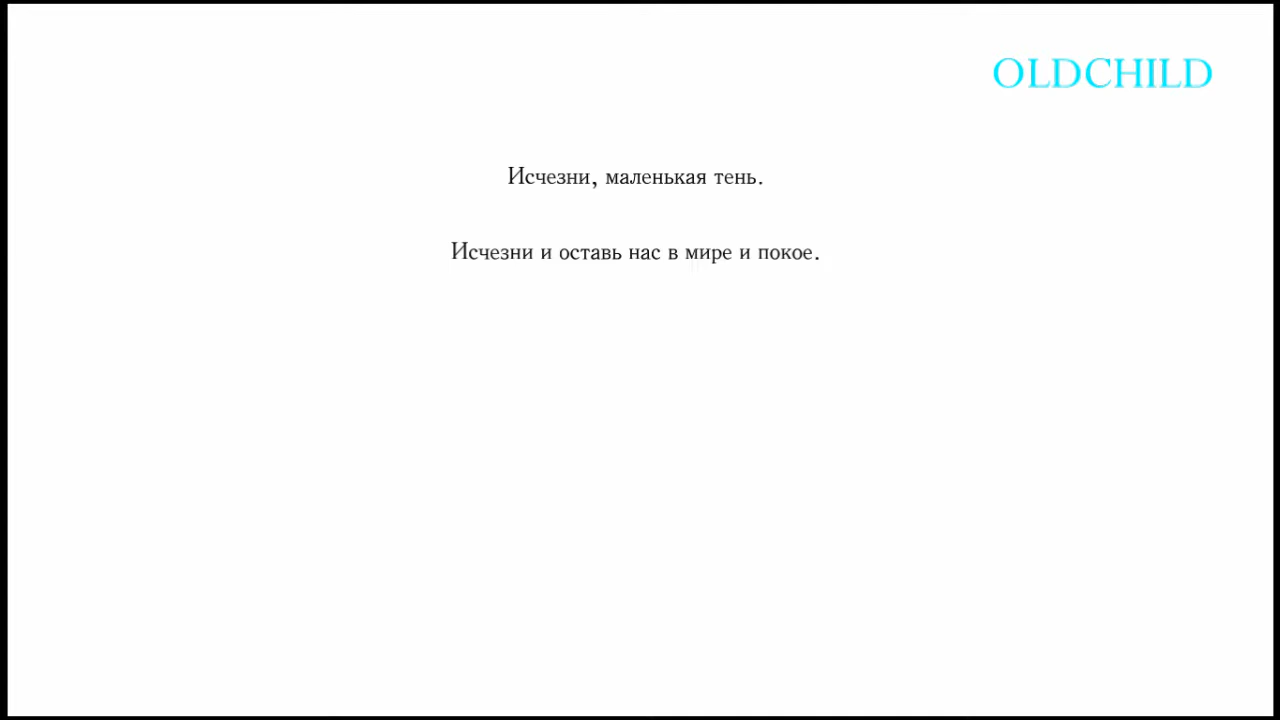 OLDCHILD
Исчезни, маленькая тень.
Исчезни и оставь нас в мире и покое.